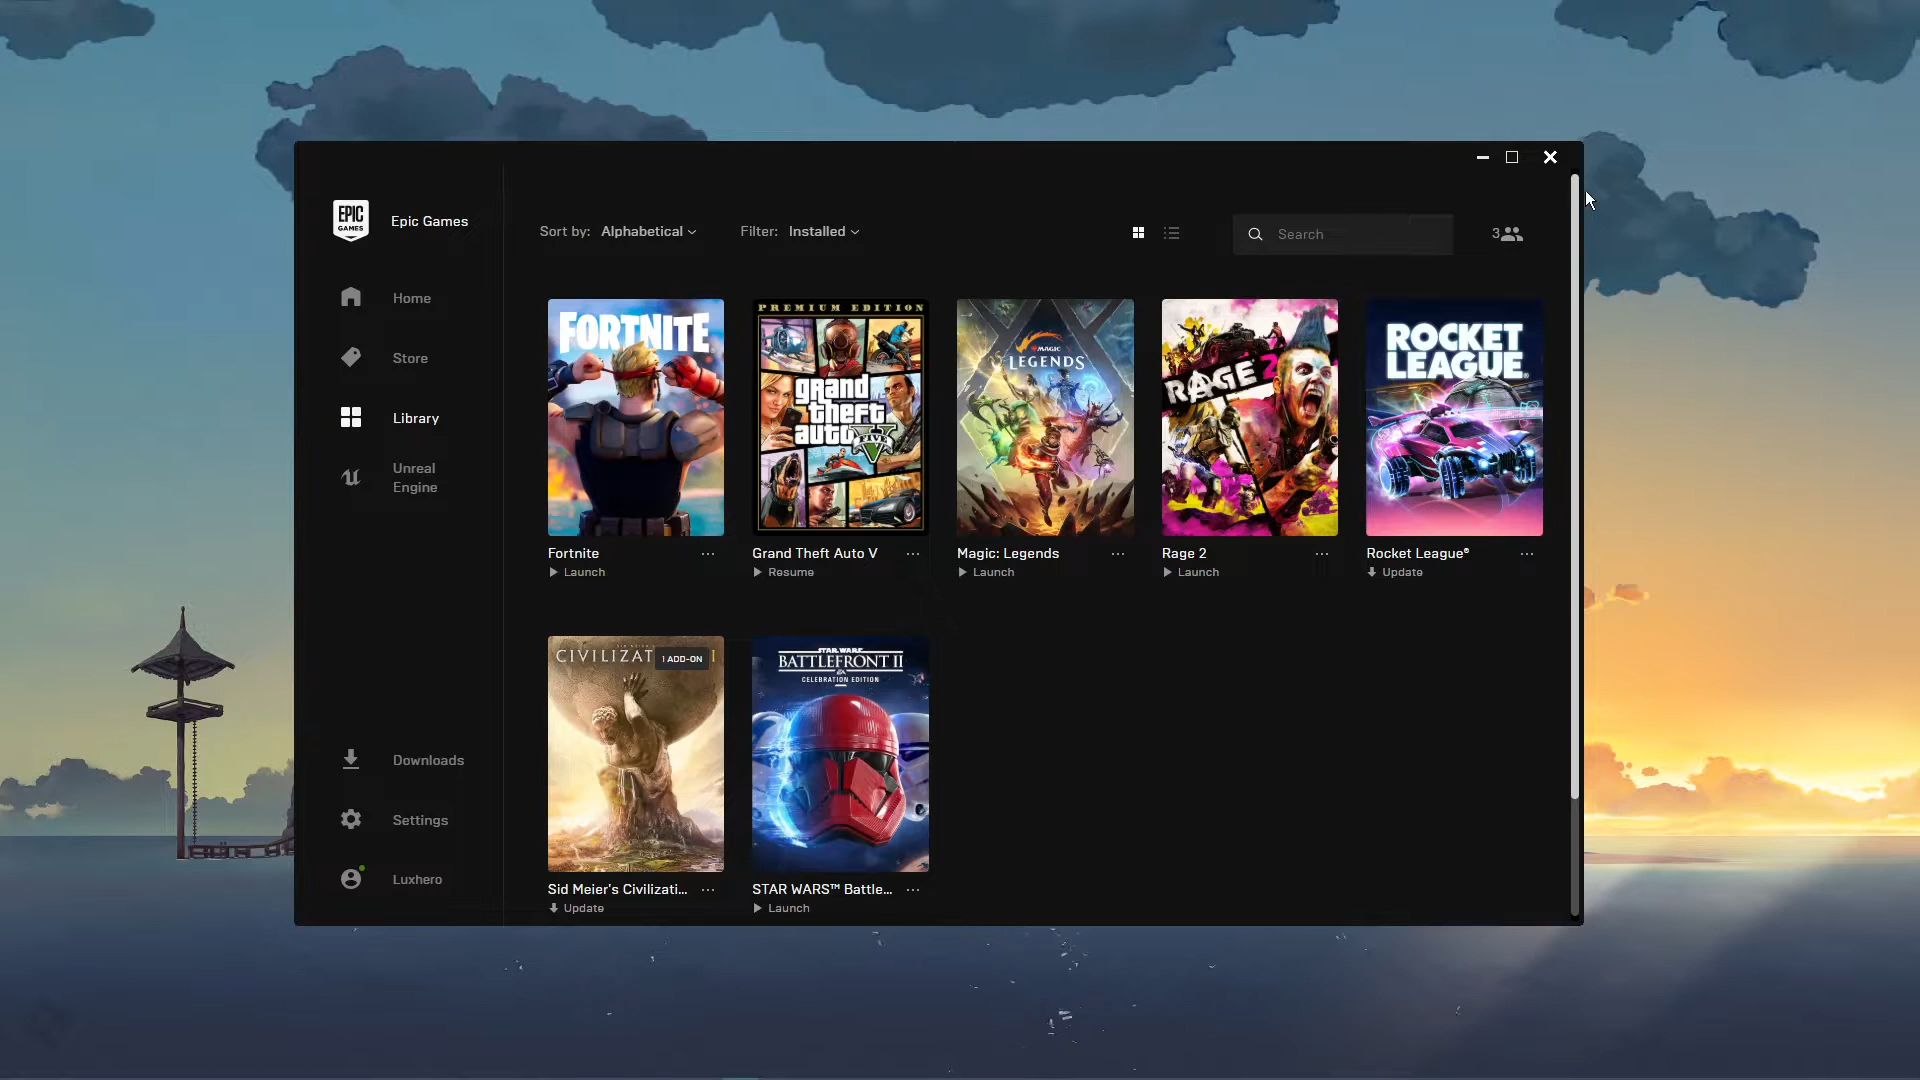 EPIC
GAMES
Epic Games
Home
Store
Library
Unreal
Engine
Downloads
Settings
Luxhero
Sort by: Alphabetical
Filter: Installed
Search
3
FORTNITE
Fortnite
Launch
PREMIUM EDITION
grand
theft
auto
FIVE
Grand Theft Auto V
Resume
MAGIC
LEGENDS
Magic: Legends
Launch
RAGE 2
Rage 2
Launch
ROCKET
LEAGUE®
Rocket League®
Update
CIVILIZAT I
1 ADD-ON
Sid Meier's Civilizati...
Update
STAR WARS
BATTLEFRONT II
CELEBRATION EDITION
STAR WARS™ Battle...
Launch